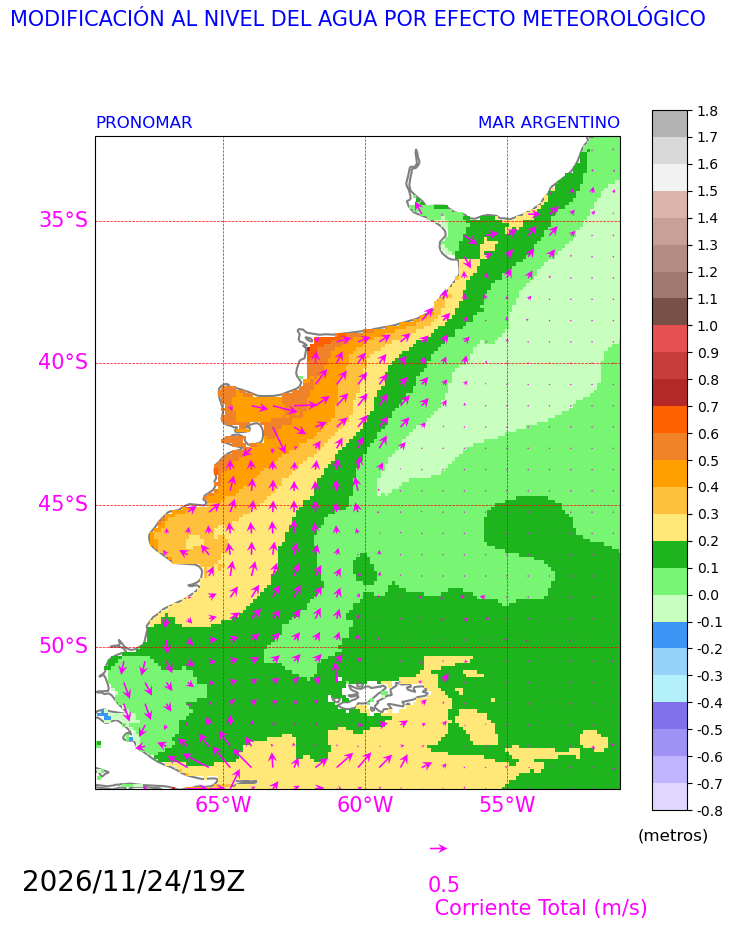 MODIFICACIÓN AL NIVEL DEL AGUA POR EFECTO METEOROLÓGICO
PRONOMAR
MAR ARGENTINO
35°S
40°S
45°S
50°S
65°W
60°W
55°W
1.8
1.7
1.6
1.5
1.4
1.3
1.2
1.1
1.0
0.9
0.8
0.7
0.6
0.5
0.4
0.3
0.2
0.1
0.0
-0.1
-0.2
-0.3
-0.4
-0.5
-0.6
-0.7
-0.8
(metros)
2026/11/24/19Z
0.5
Corriente Total (m/s)